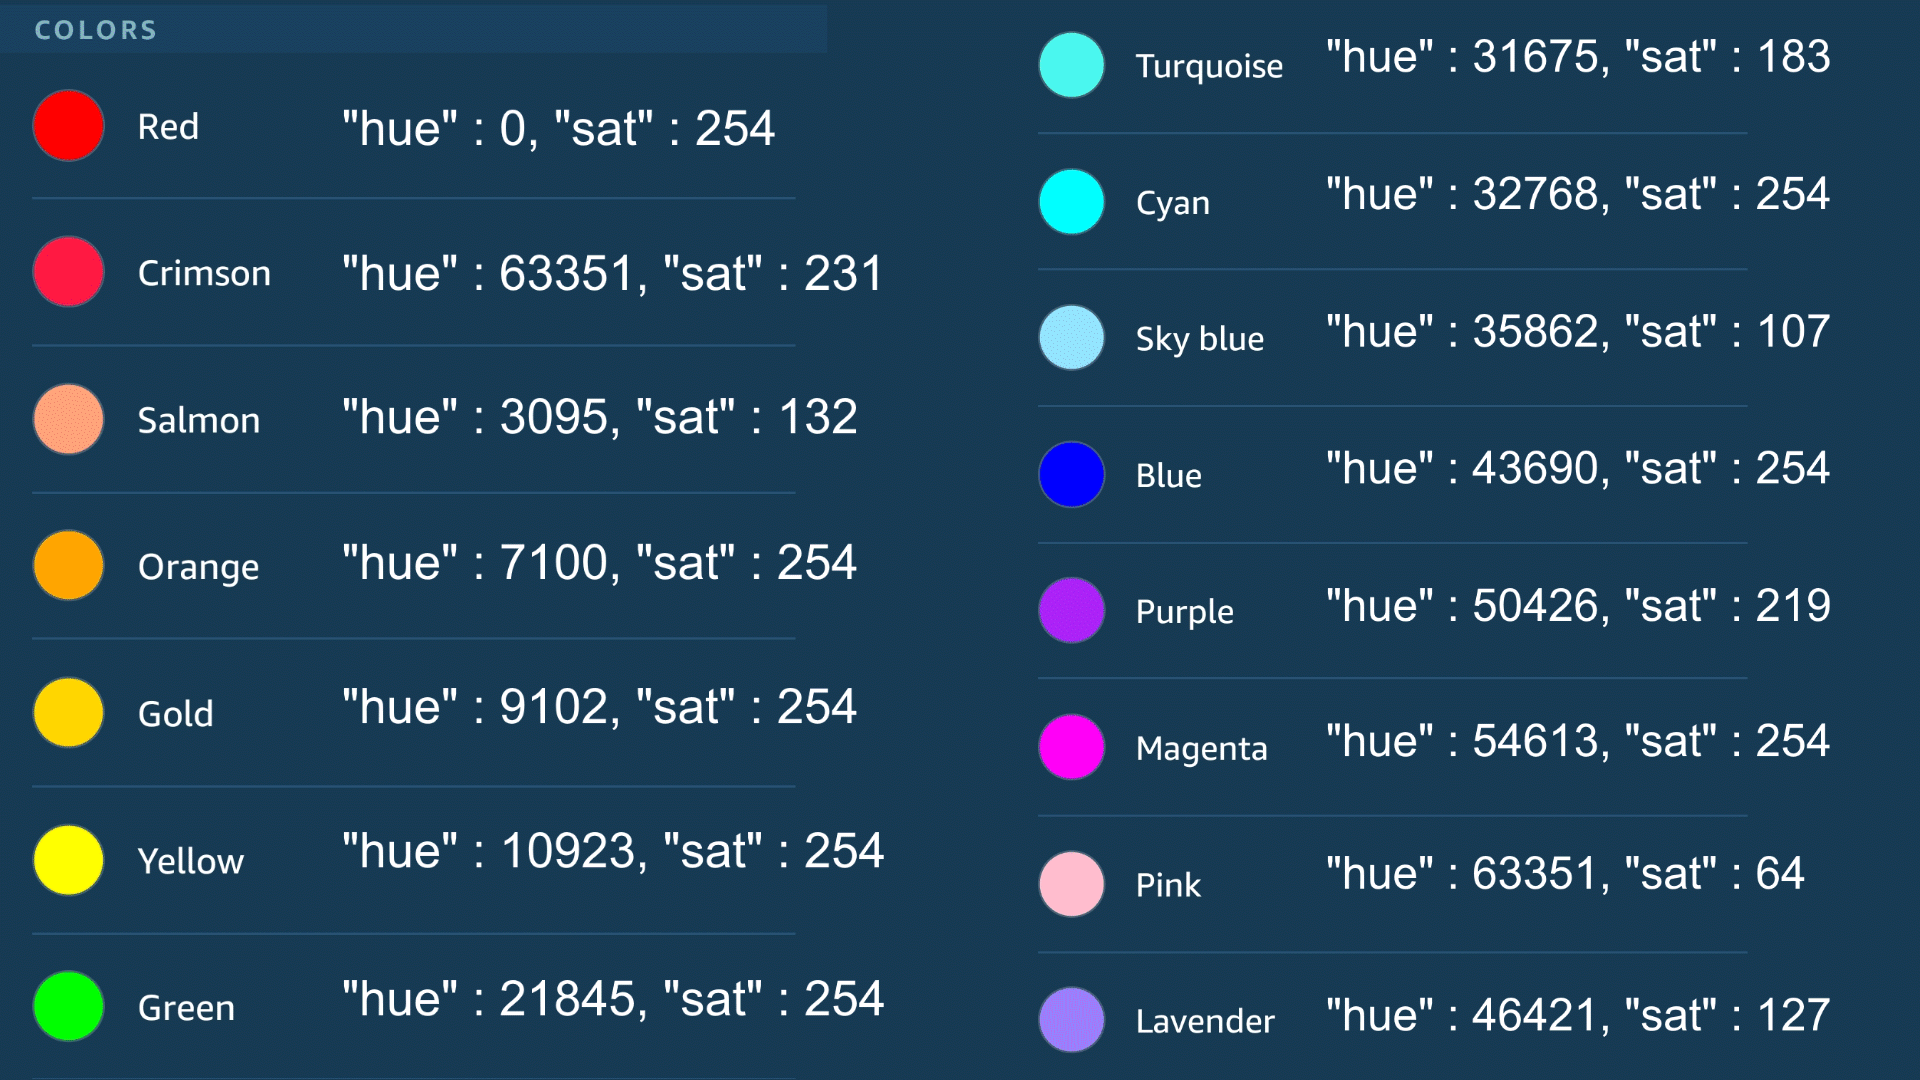 COLORS
Red "hue" : 0, "sat" : 254
Crimson "hue" : 63351, "sat" : 231
Salmon "hue" : 3095, "sat" : 132
Orange "hue" : 7100, "sat" : 254
Gold "hue" : 9102, "sat" : 254
Yellow "hue" : 10923, "sat" : 254
Green "hue" : 21845, "sat" : 254
Turquoise "hue" : 31675, "sat" : 183
Cyan "hue" : 32768, "sat" : 254
Sky blue "hue" : 35862, "sat" : 107
Blue "hue" : 43690, "sat" : 254
Purple "hue" : 50426, "sat" : 219
Magenta "hue" : 54613, "sat" : 254
Pink "hue" : 63351, "sat" : 64
Lavender "hue" : 46421, "sat" : 127